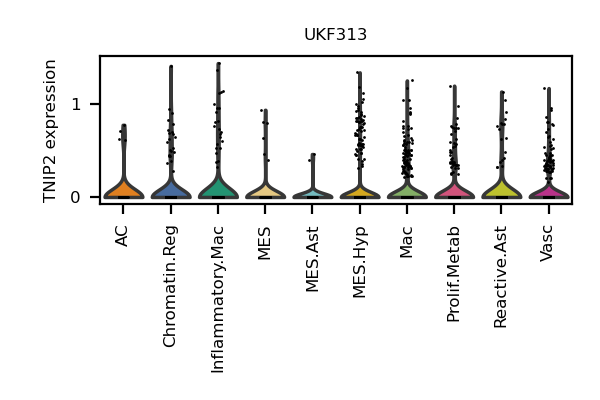 UKF313
TNIP2 expression
1
0
AC
Chromatin.Reg
Inflammatory.Mac
MES
MES.Ast
MES.Hyp
Mac
Prolif.Metab
Reactive.Ast
Vasc